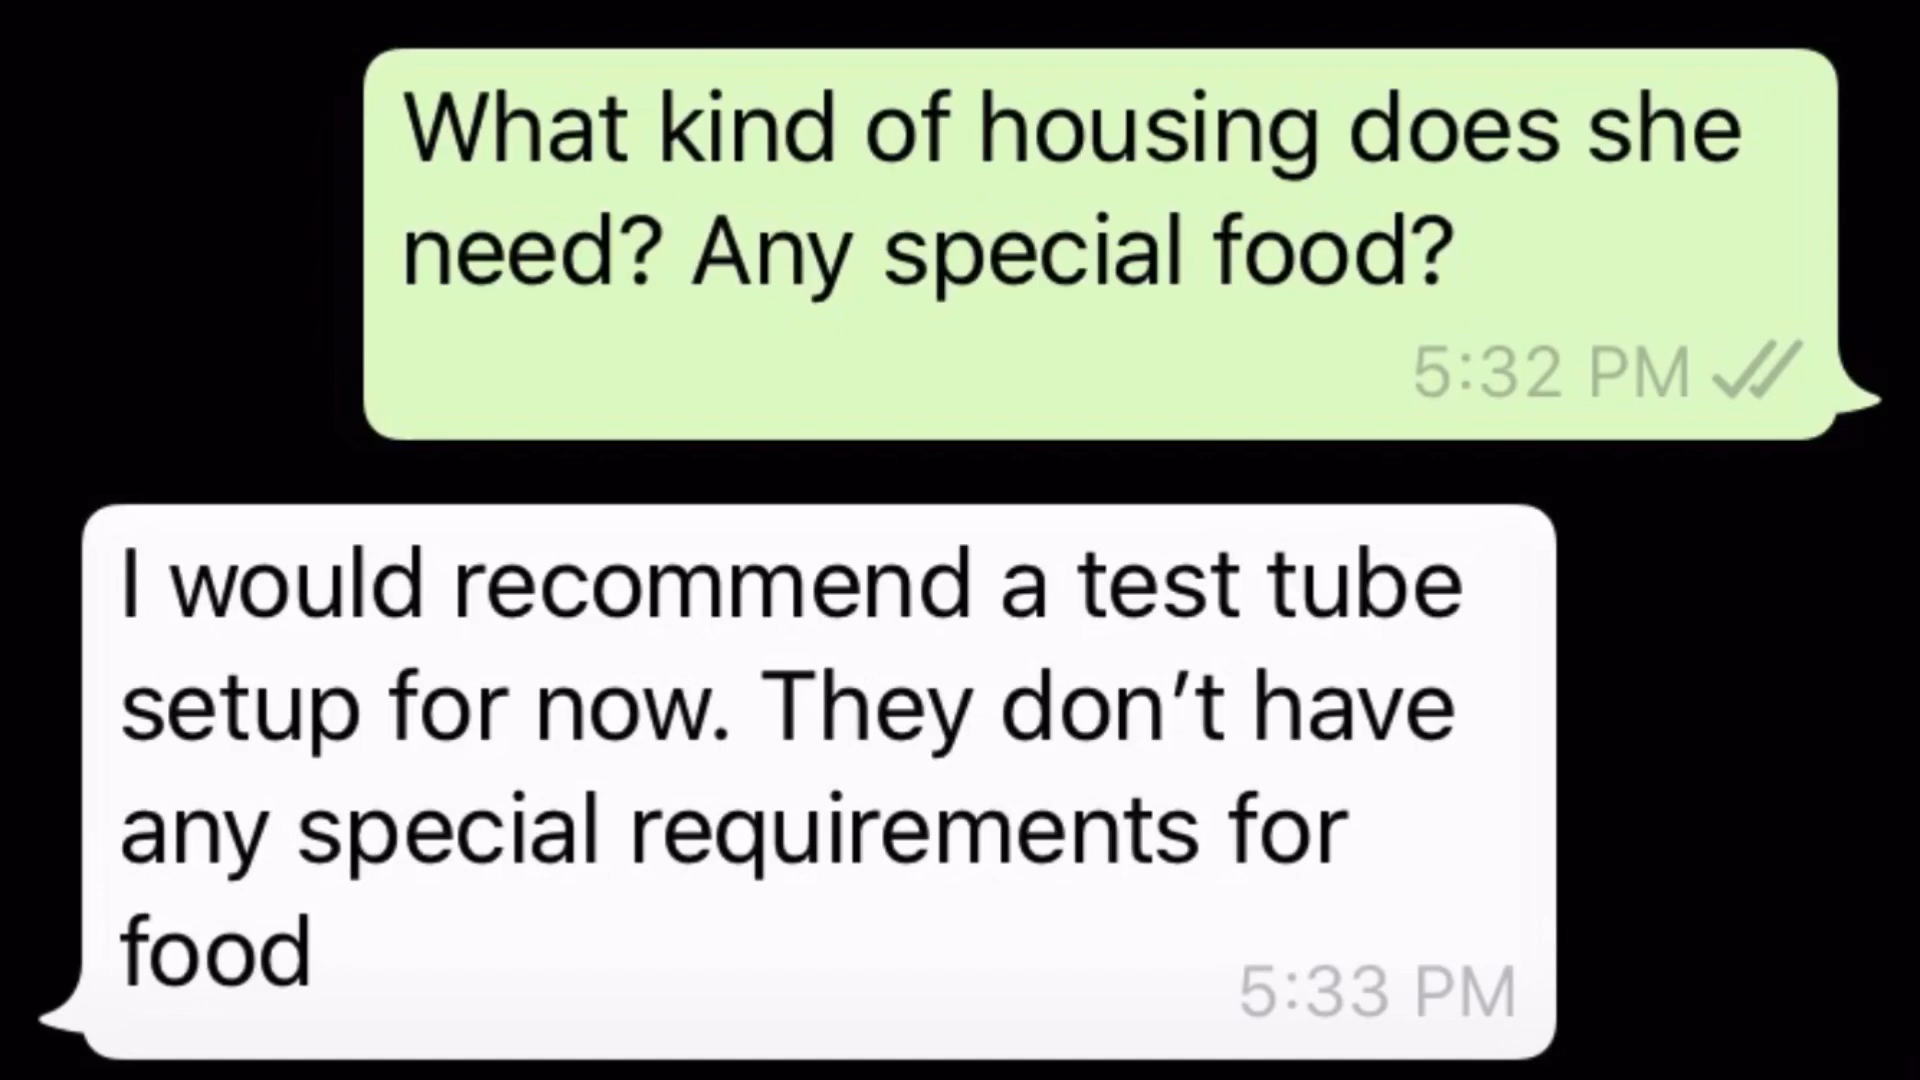 What kind of housing does she
need? Any special food?
5:32 PM
I would recommend a test tube
setup for now. They don’t have
any special requirements for
food
5:33 PM